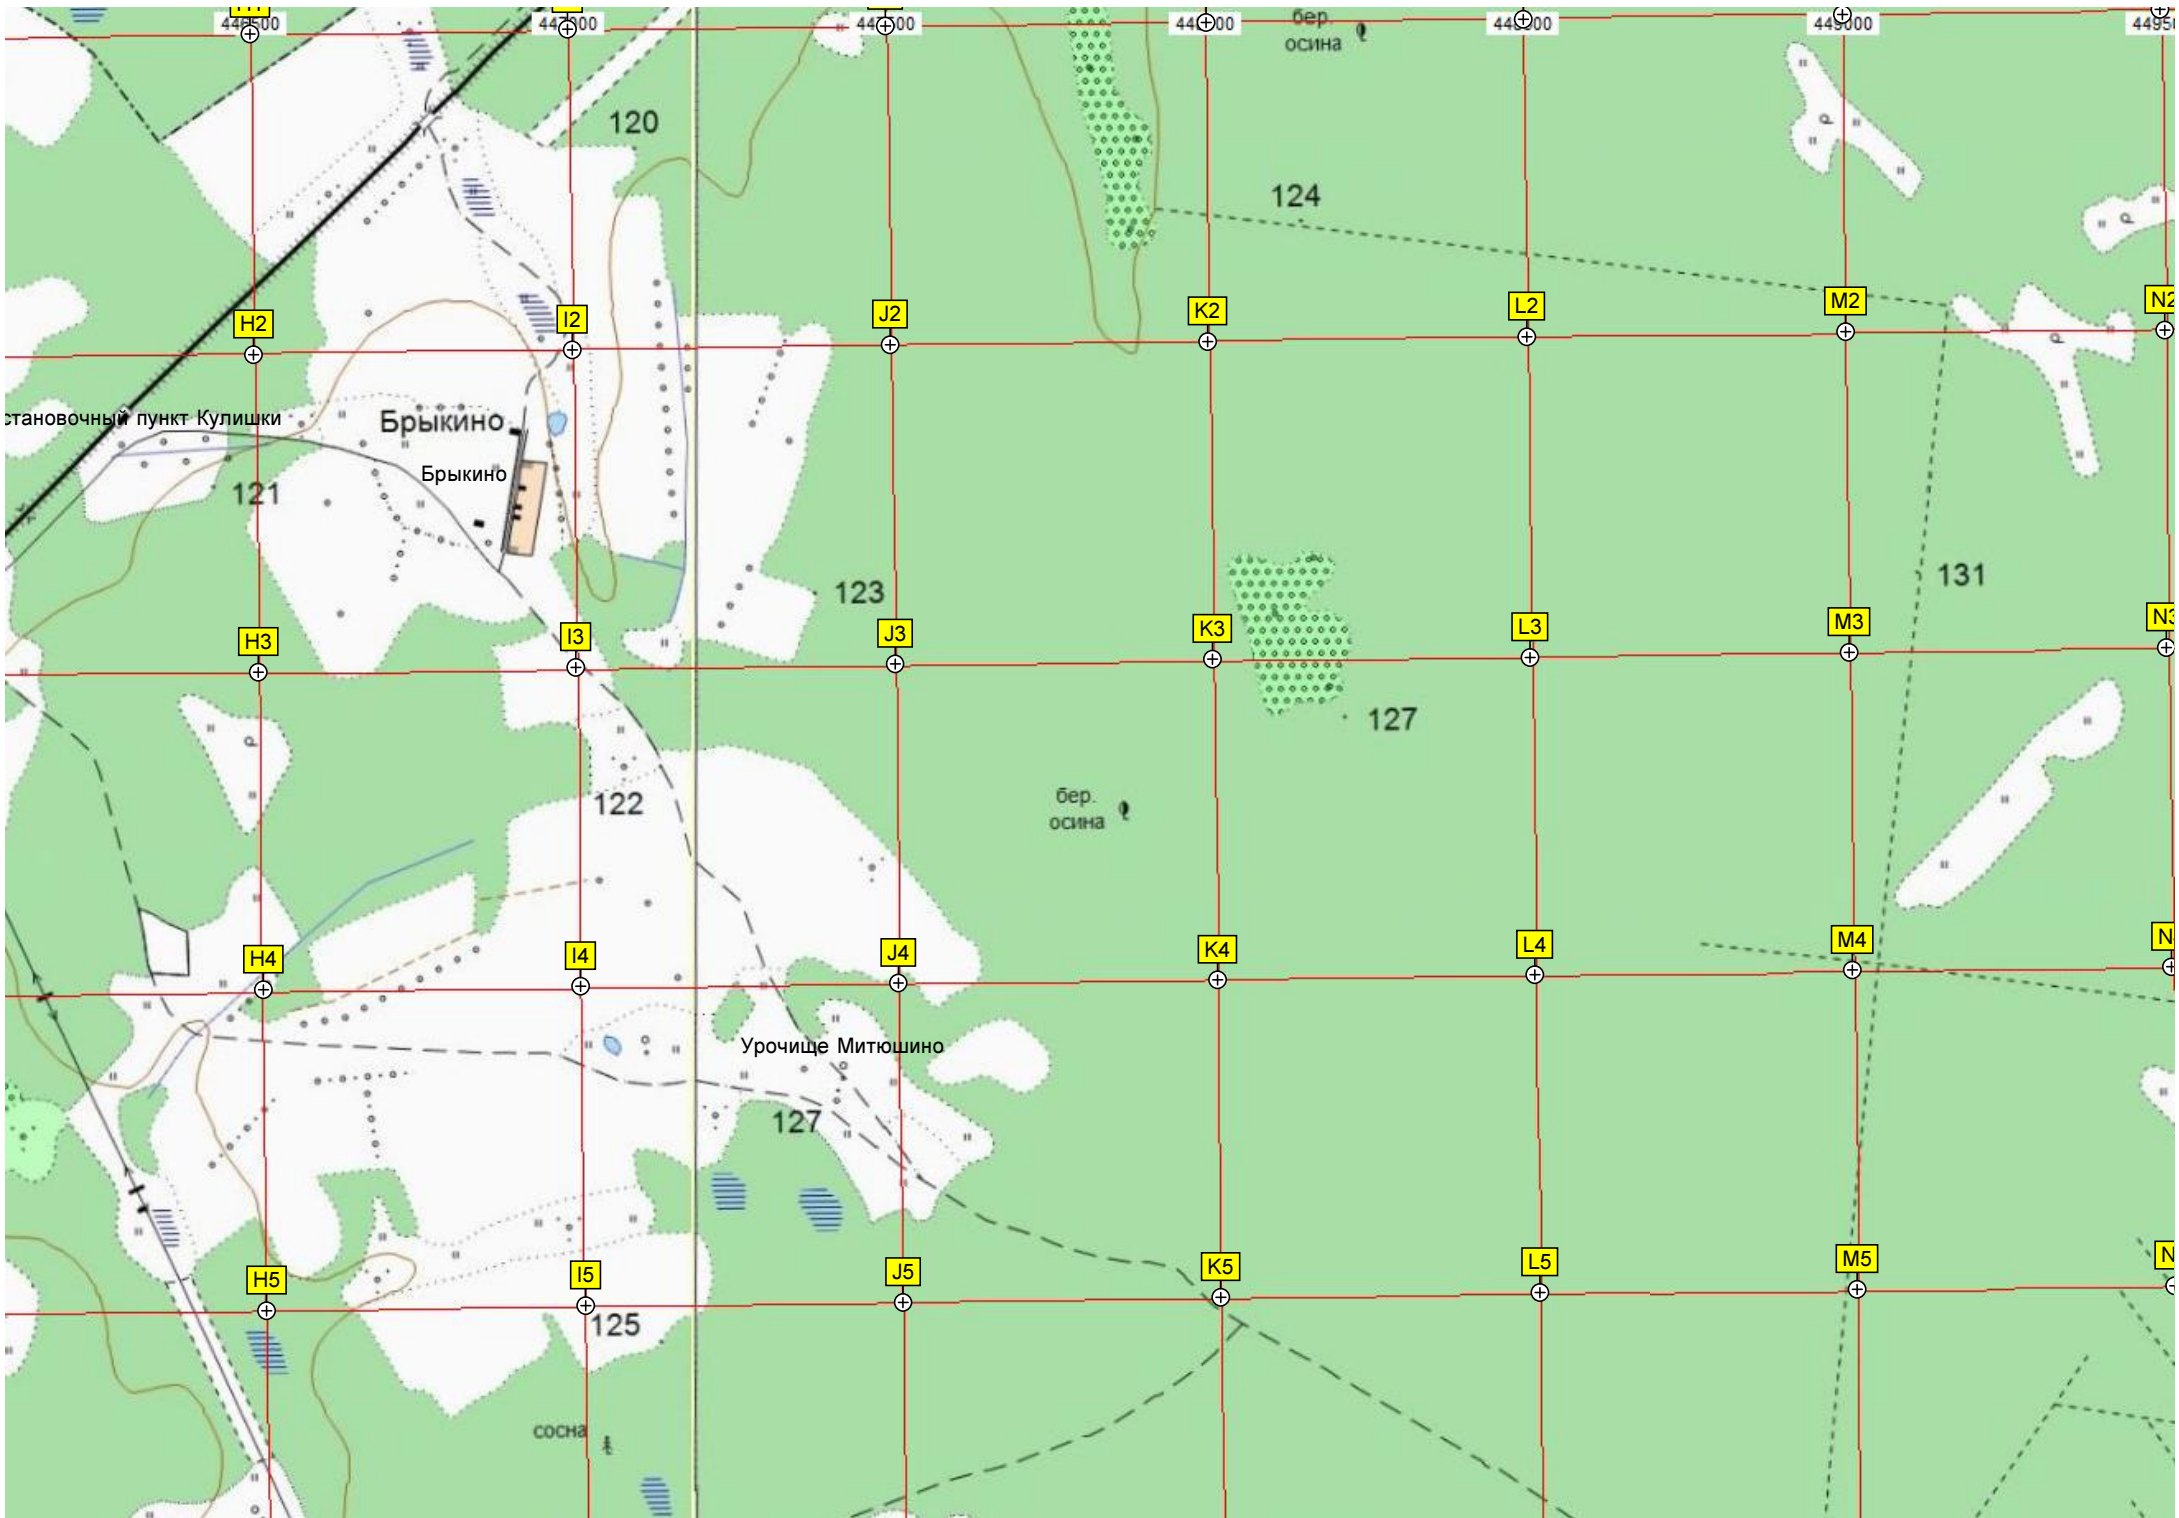 бер.
осина
120
124
H2
I2
J2
K2
L2
M2
N2
становочный пункт Кулишки
Брыкино
Брыкино
121
123
131
H3
I3
J3
K3
L3
M3
N3
127
122
бер.
осина
H4
I4
J4
K4
L4
M4
Урочище Митюшино
127
H5
I5
J5
K5
L5
M5
125
сосна